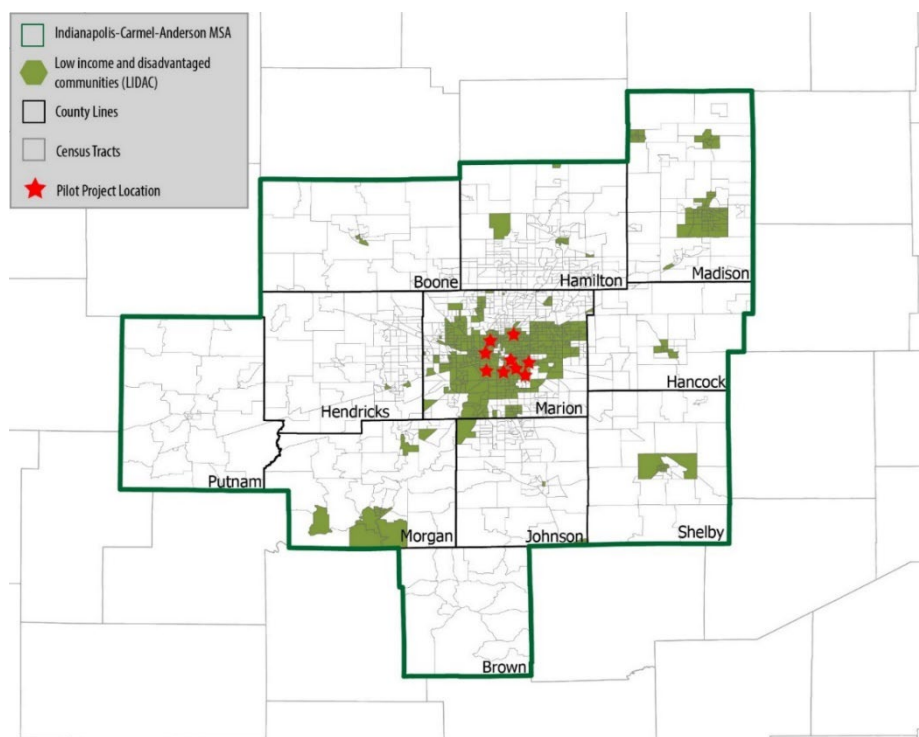 Indianapolis-Carmel-Anderson MSA
Low income and disadvantaged
communities (LIDAC)
County Lines
Census Tracts
Pilot Project Location
Boone
Hamilton
Madison
Hendricks
Marion
Hancock
Putnam
Morgan
Johnson
Shelby
Brown